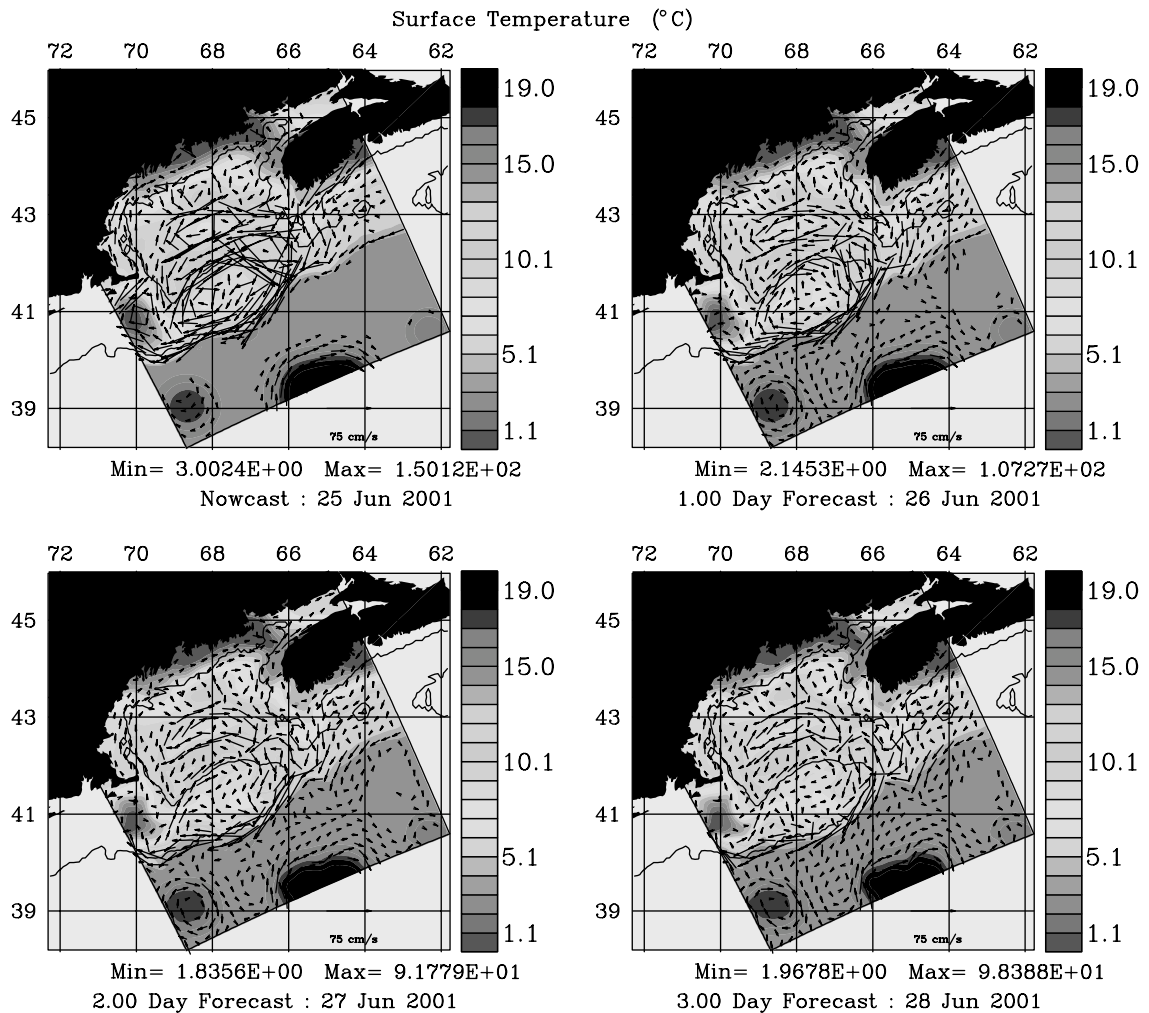 Surface Temperature (°C)
72 70 68 66 64 62
45
43
41
39
19.0
15.0
10.1
5.1
1.1
75 cm/s
Min= 3.0024E+00 Max= 1.5012E+02
Nowcast : 25 Jun 2001
72 70 68 66 64 62
45
43
41
39
19.0
15.0
10.1
5.1
1.1
75 cm/s
Min= 2.1453E+00 Max= 1.0727E+02
1.00 Day Forecast : 26 Jun 2001
72 70 68 66 64 62
45
43
41
39
19.0
15.0
10.1
5.1
1.1
75 cm/s
Min= 1.8356E+00 Max= 9.1779E+01
2.00 Day Forecast : 27 Jun 2001
72 70 68 66 64 62
45
43
41
39
19.0
15.0
10.1
5.1
1.1
75 cm/s
Min= 1.9678E+00 Max= 9.8388E+01
3.00 Day Forecast : 28 Jun 2001